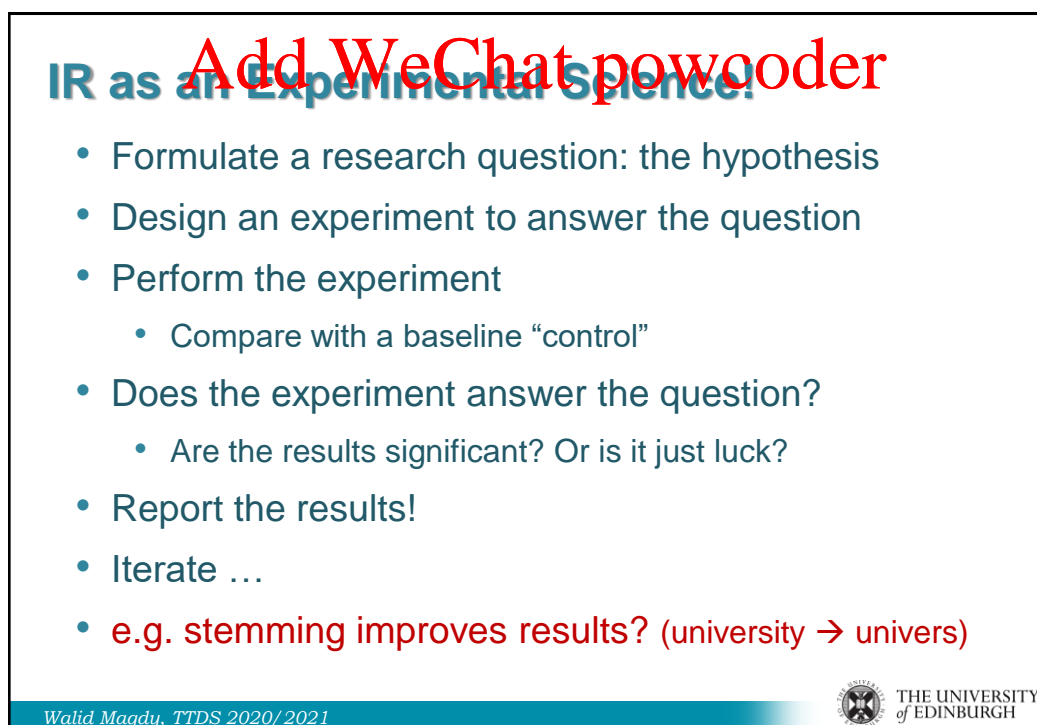 Add WeChat powcoder
IR as an Experimental Science!
• Formulate a research question: the hypothesis
• Design an experiment to answer the question
• Perform the experiment
• Compare with a baseline “control”
• Does the experiment answer the question?
• Are the results significant? Or is it just luck?
• Report the results!
• Iterate …
• e.g. stemming improves results? (university → univers)
Walid Magdy, TTDS 2020/2021
THE UNIVERSITY
of EDINBURGH